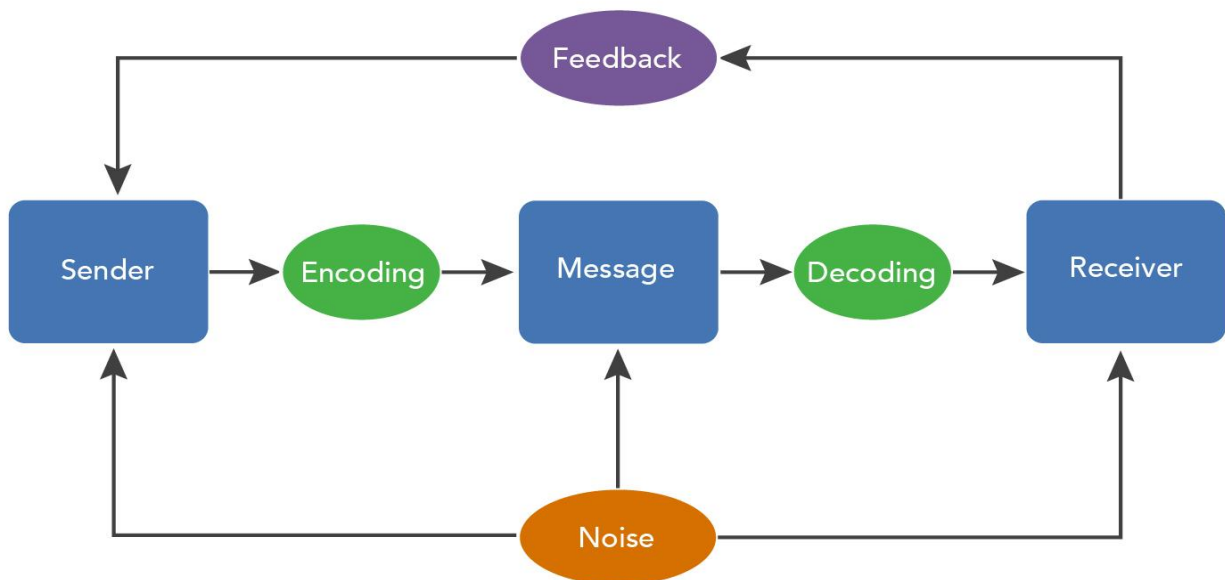 Feedback
Sender
Encoding
Message
Decoding
Receiver
Noise